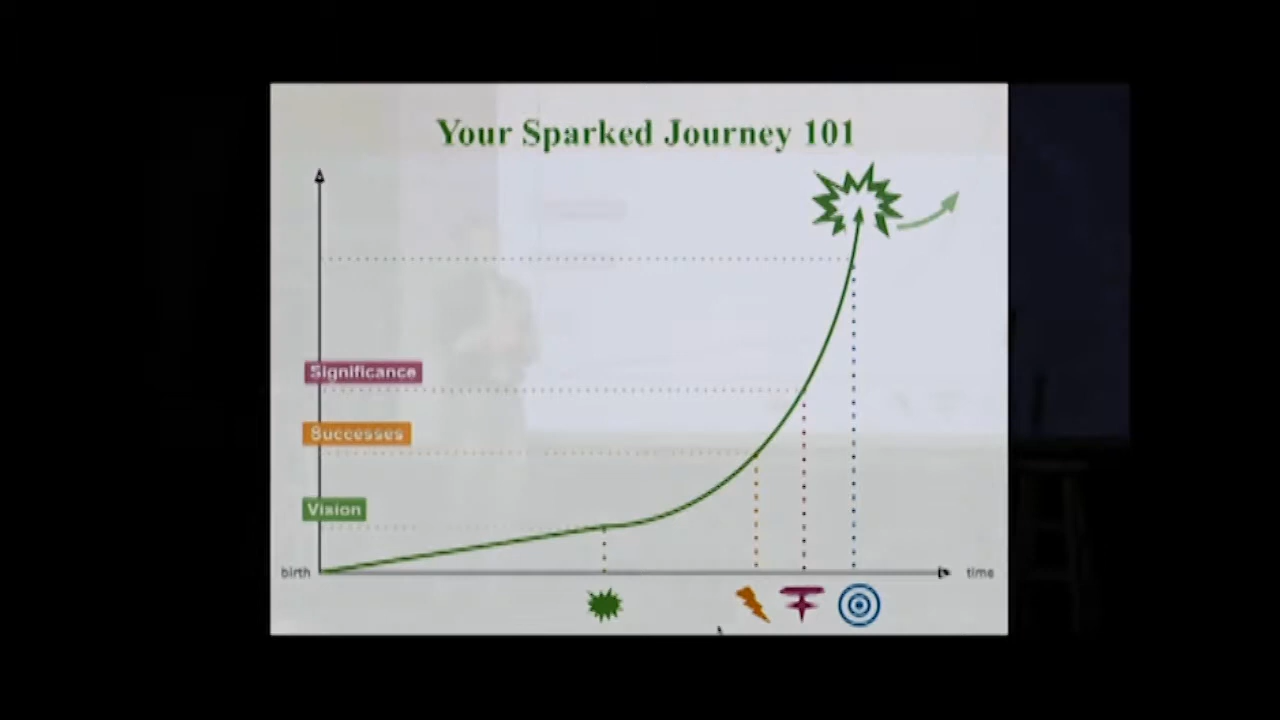 Your Sparked Journey 101
Significance
Successes
Vision
birth
time